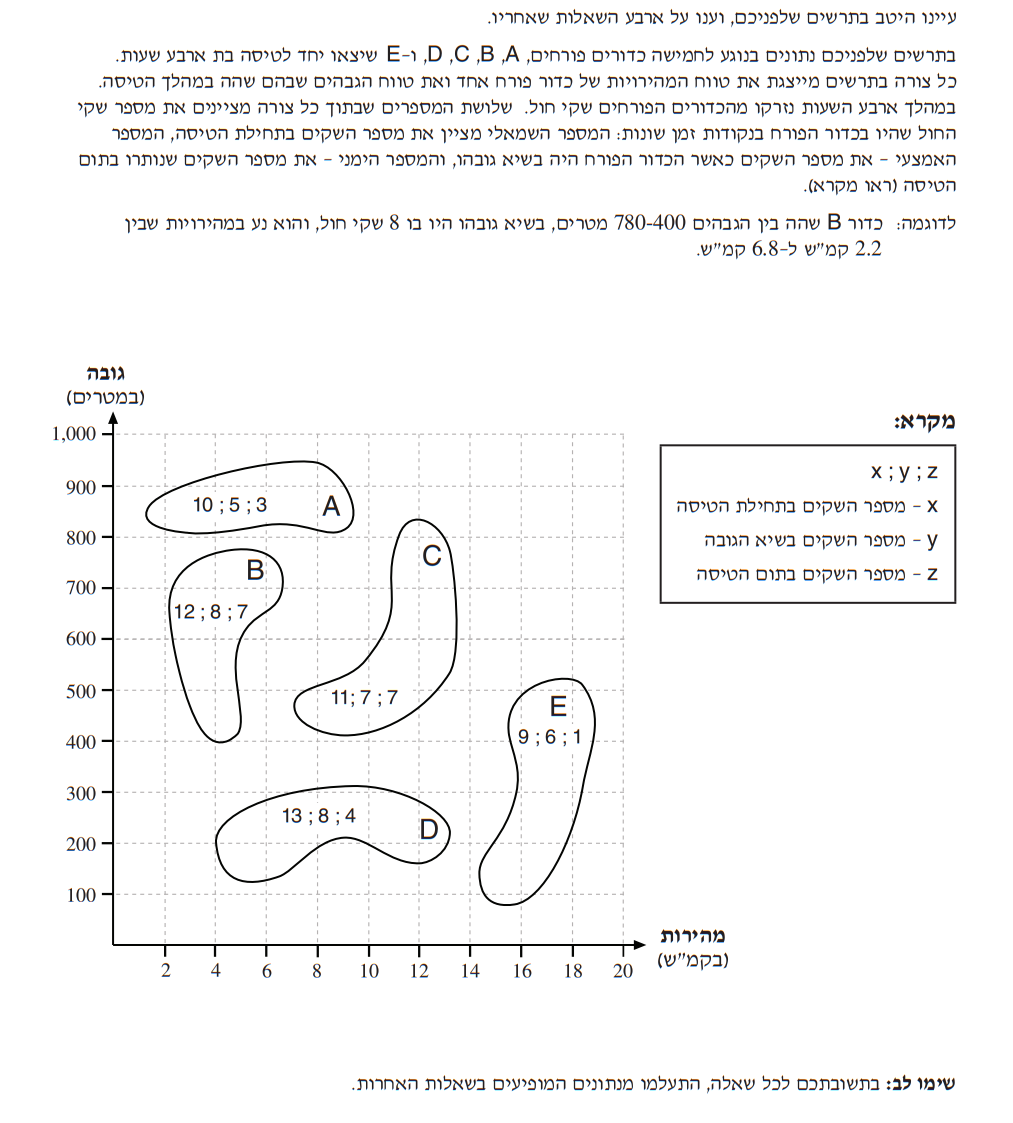 עיינו היטב בתרשים שלפניכם, וענו על ארבע השאלות שאחריו.
בתרשים שלפניכם נתונים בנוגע לחמישה כדורים פורחים, A, B, C, D, ו-E שיצאו יחד לטיסה בת ארבע שעות.
כל צורה בתרשים מייצגת את טווח המהירויות של כדור פורח אחד ואת טווח הגבהים שבהם שהה במהלך הטיסה.
במהלך ארבע השעות נזרקו מהכדורים הפורחים שקי חול. שלושת המספרים שבתוך כל צורה מציינים את מספר שקי
החול שהיו בכדור הפורח בנקודות זמן שונות: המספר השמאלי מציין את מספר השקים בתחילת הטיסה, המספר
האמצעי - את מספר השקים כאשר הכדור הפורח היה בשיא גובהו, והמספר הימני - את מספר השקים שנותרו בתום
הטיסה (ראו מקרא).
לדוגמה: כדור B שהה בין הגבהים 780-400 מטרים, בשיא גובהו היו בו 8 שקי חול, והוא נע במהירויות שבין
2.2 קמ"ש ל-6.8 קמ"ש.
גובה
(במטרים)
1,000
900
800
700
600
500
400
300
200
100
10 ; 5 ; 3 A
B
12 ; 8 ; 7
C
11; 7 ; 7
E
9 ; 6 ; 1
13 ; 8 ; 4
D
2 4 6 8 10 12 14 16 18 20
מהירות
(בקמ"ש)
מקרא:
x ; y ; z
x - מספר השקים בתחילת הטיסה
y - מספר השקים בשיא הגובה
z - מספר השקים בתום הטיסה
שימו לב: בתשובתכם לכל שאלה, התעלמו מנתונים המופיעים בשאלות האחרות.